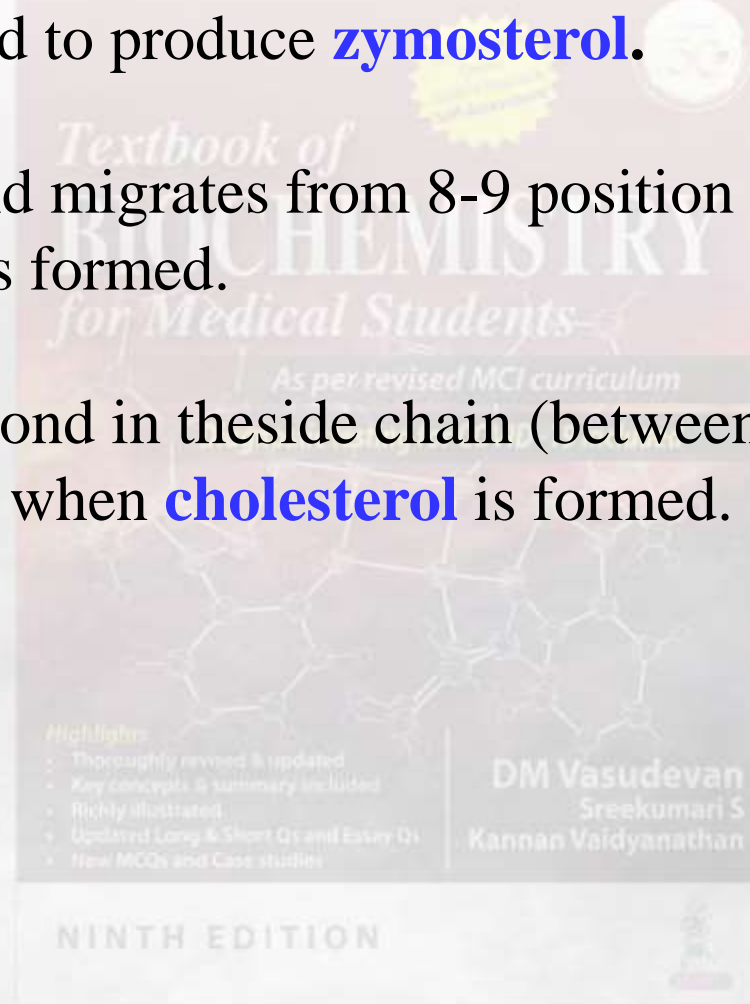 d to produce zymosterol.
Textbook of
d migrates from 8-9 position
BIOCHEMISTRY
s formed.
for Medical Students
As per revised MCI curriculum
ond in theside chain (between
when cholesterol is formed.
Highlights
• Thoroughly revised & updated
• Key concepts & summary included
• Richly illustrated
• Updated Long & Short Qs and Essay Qs
• New MCQs and Case studies
DM Vasudevan
Sreekumari S
Kannan Vaidyanathan
NINTH EDITION